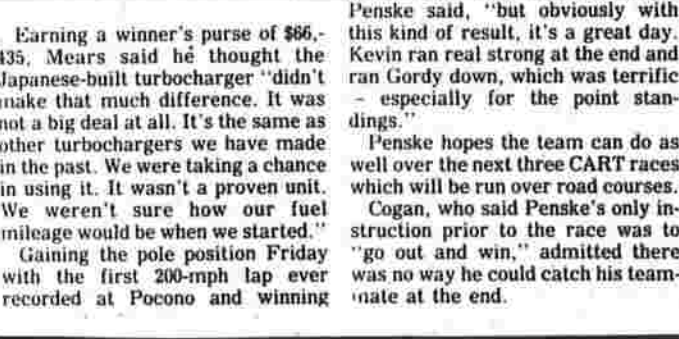 Earning a winner's purse of $66,-
435, Mears said he thought the
Japanese-built turbocharger "didn't
make that much difference. It was
not a big deal at all. It's the same as
other turbochargers we have made
in the past. We were taking a chance
in using it. It wasn't a proven unit.
We weren't sure how our fuel
mileage would be when we started."
Gaining the pole position Friday
with the first 200-mph lap ever
recorded at Pocono and winning
Penske said, "but obviously with
this kind of result, it's a great day.
Kevin ran real strong at the end and
ran Gordy down, which was terrific
- especially for the point stan-
dings."
Penske hopes the team can do as
well over the next three CART races
which will be run over road courses.
Cogan, who said Penske's only in-
struction prior to the race was to
"go out and win," admitted there
was no way he could catch his team-
mate at the end.